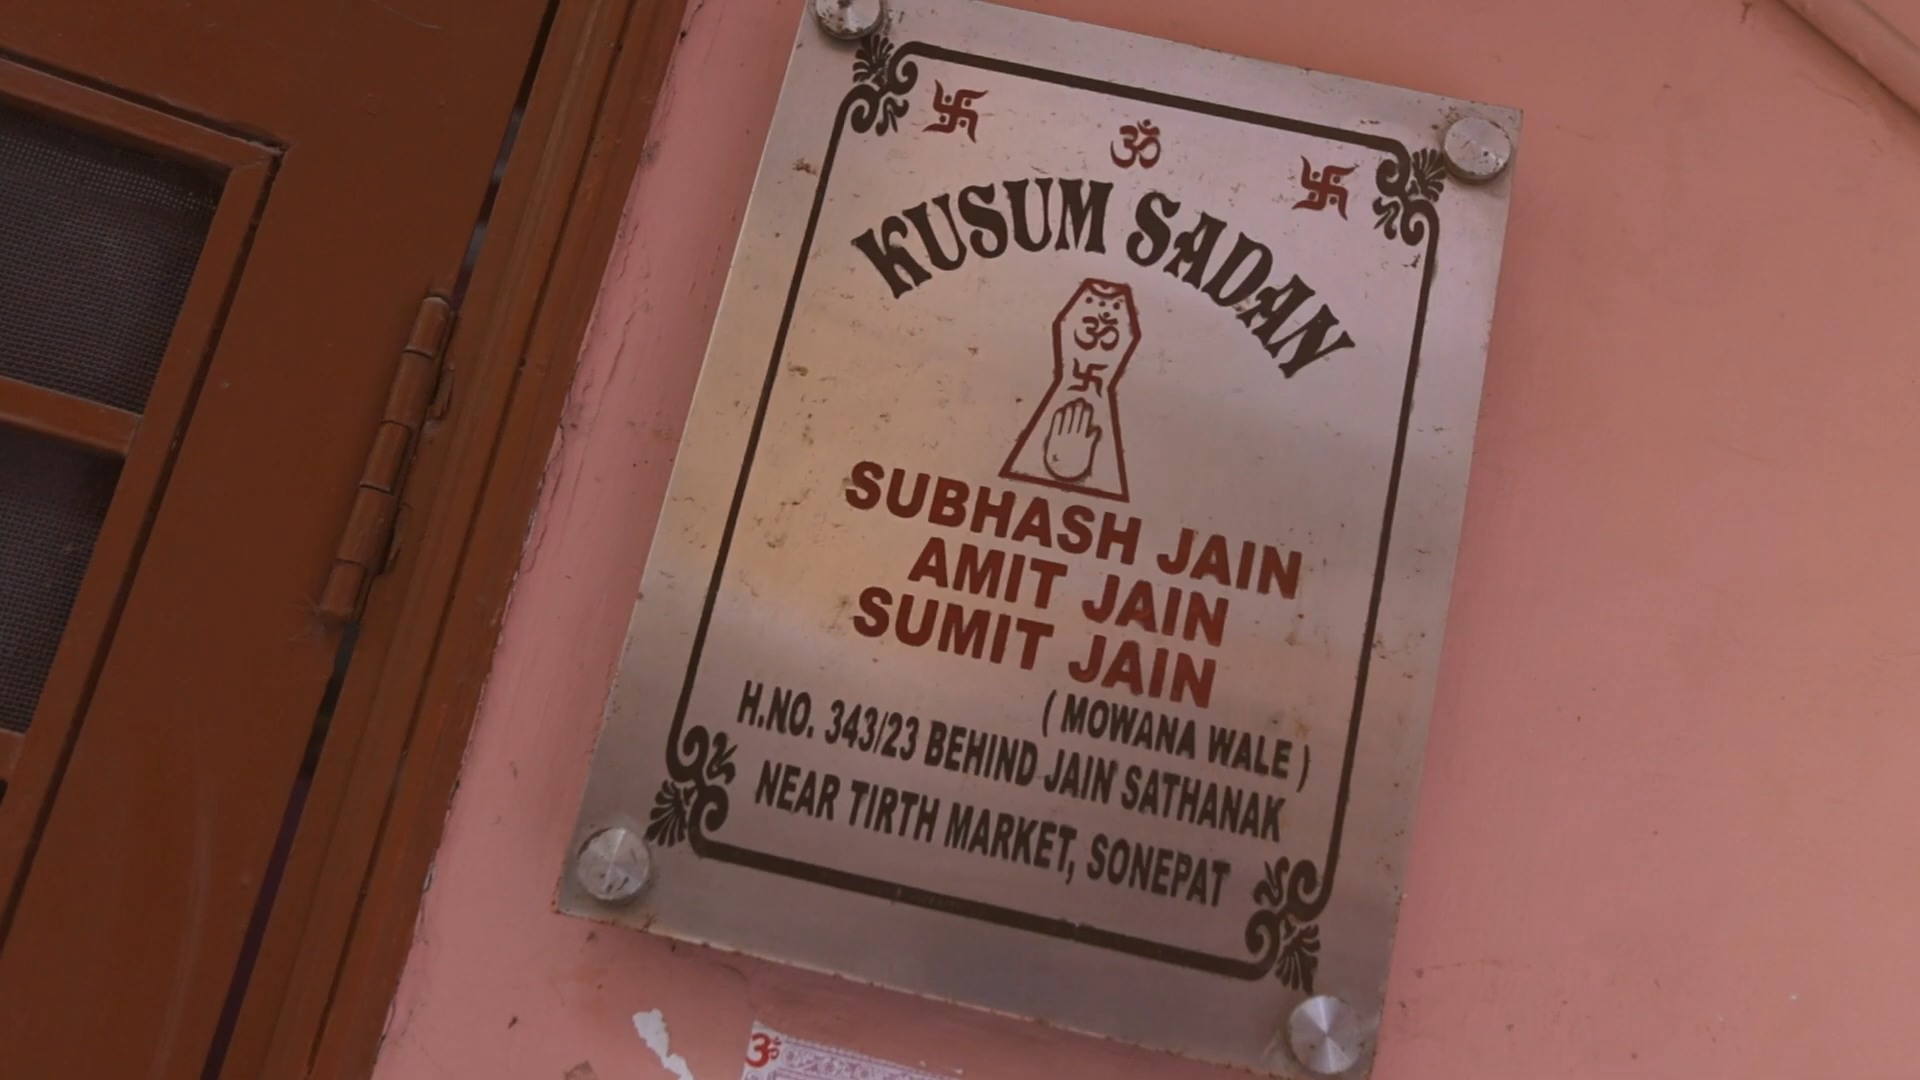 ॐ
KUSUM SADAN
ॐ
SUBHASH JAIN
AMIT JAIN
SUMIT JAIN
( MOWANA WALE )
H.NO. 343/23 BEHIND JAIN SATHANAK
NEAR TIRTH MARKET, SONEPAT
ॐ